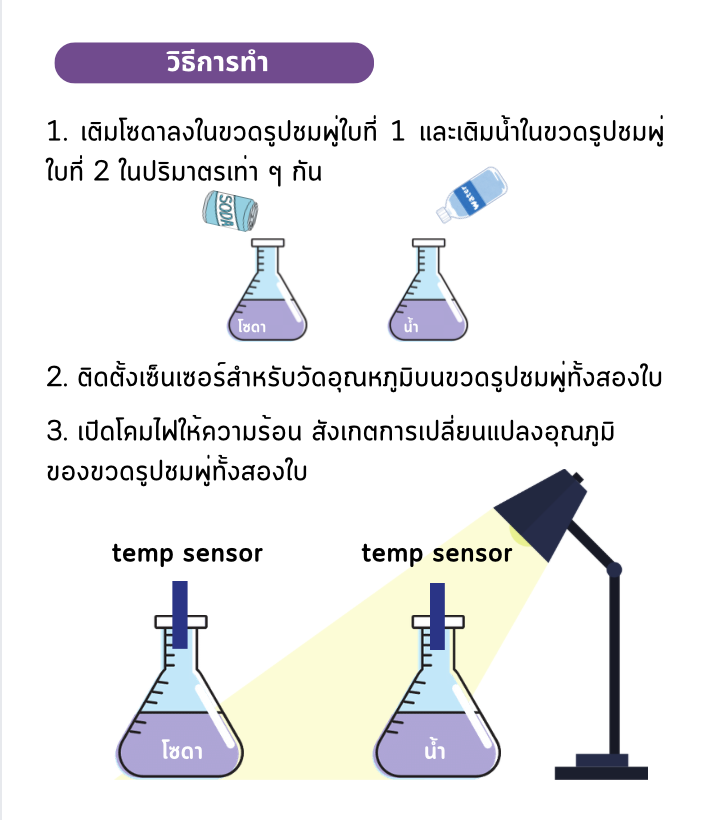 วิธีการทำ
1. เติมโซดาลงในขวดรูปชมพู่ใบที่ 1 และเติมน้ำในขวดรูปชมพู่
ใบที่ 2 ในปริมาตรเท่า ๆ กัน
SODA
Water
โซดา
น้ำ
2. ติดตั้งเซ็นเซอร์สำหรับวัดอุณหภูมิบนขวดรูปชมพู่ทั้งสองใบ
3. เปิดโคมไฟให้ความร้อน สังเกตการเปลี่ยนแปลงอุณภูมิ
ของขวดรูปชมพู่ทั้งสองใบ
temp sensor
temp sensor
โซดา
น้ำ